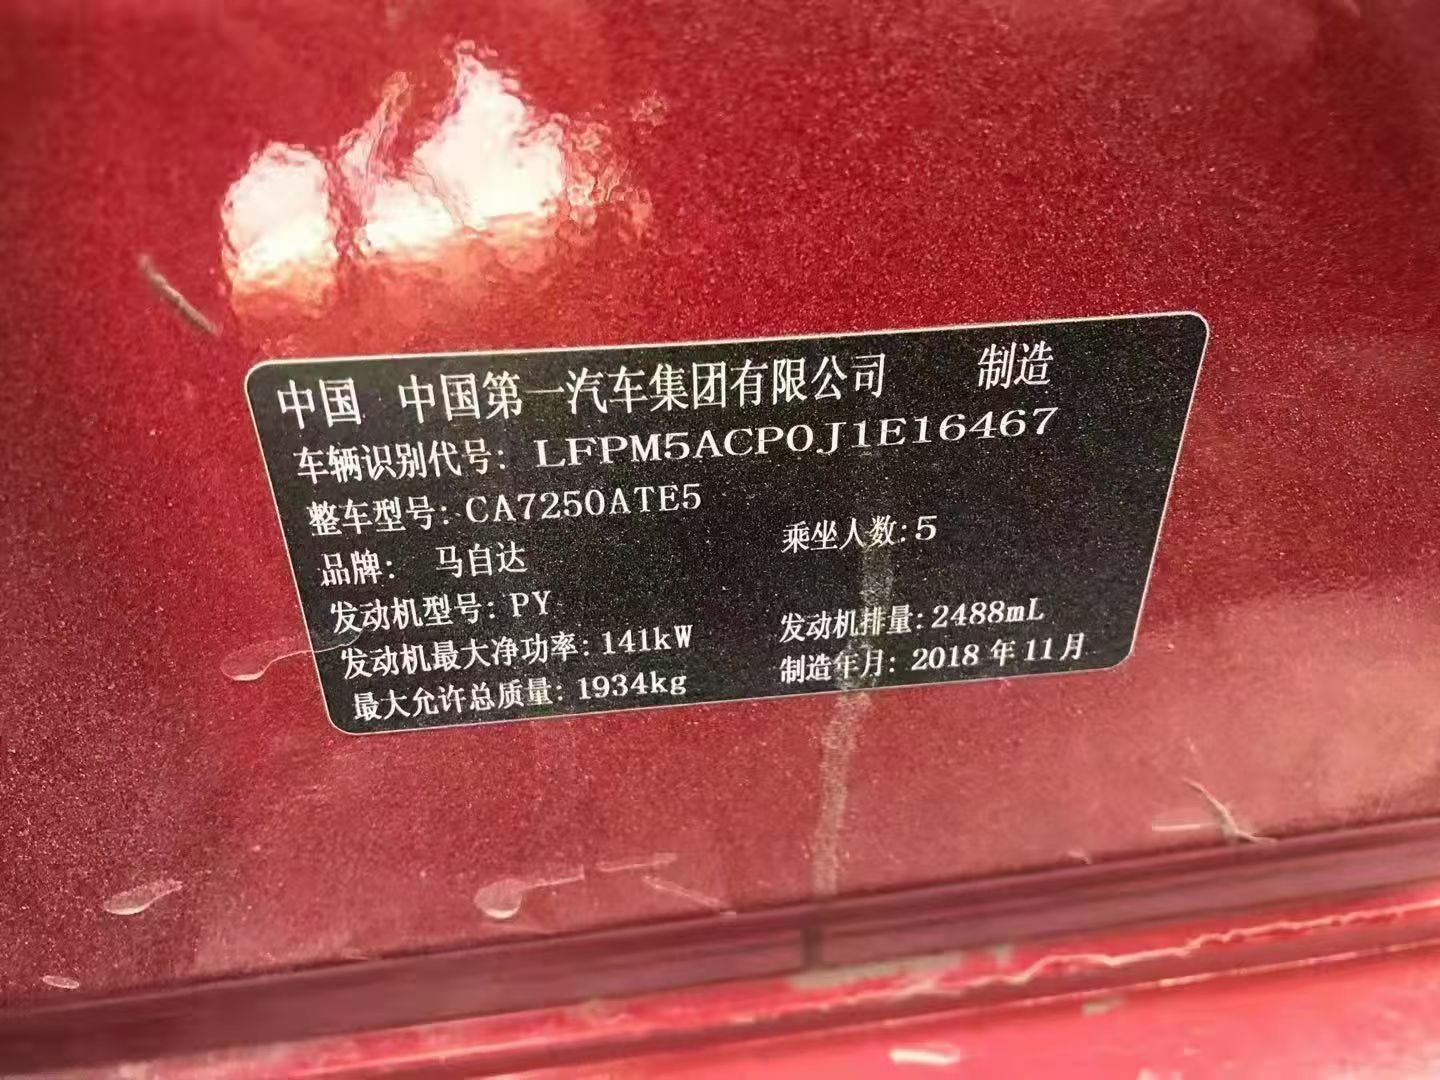 中国 中国第一汽车集团有限公司 制造
车辆识别代号: LFPM5ACP0J1E16467
整车型号: CA7250ATE5
品牌: 马自达 乘坐人数: 5
发动机型号: PY
发动机最大净功率: 141kW 发动机排量: 2488mL
最大允许总质量: 1934kg 制造年月: 2018 年 11 月